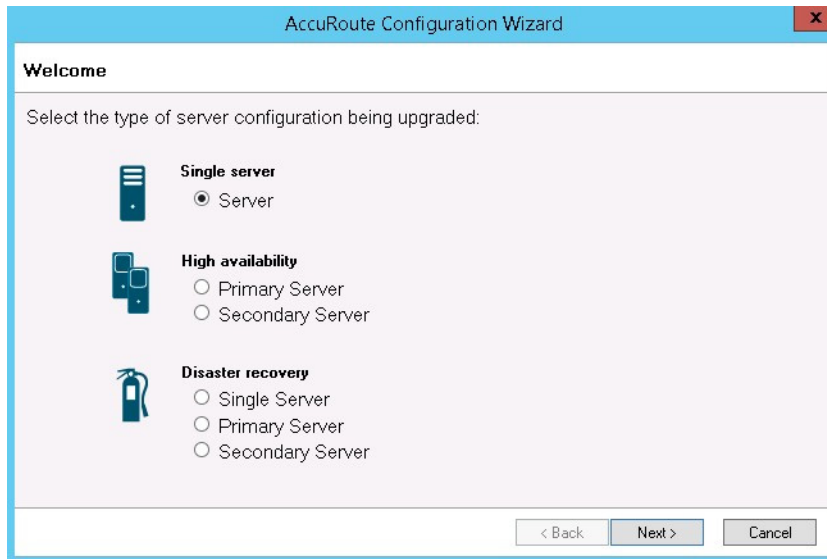 AccuRoute Configuration Wizard
x
Welcome
Select the type of server configuration being upgraded:
Single server
Server
High availability
Primary Server
Secondary Server
Disaster recovery
Single Server
Primary Server
Secondary Server
< Back Next > Cancel